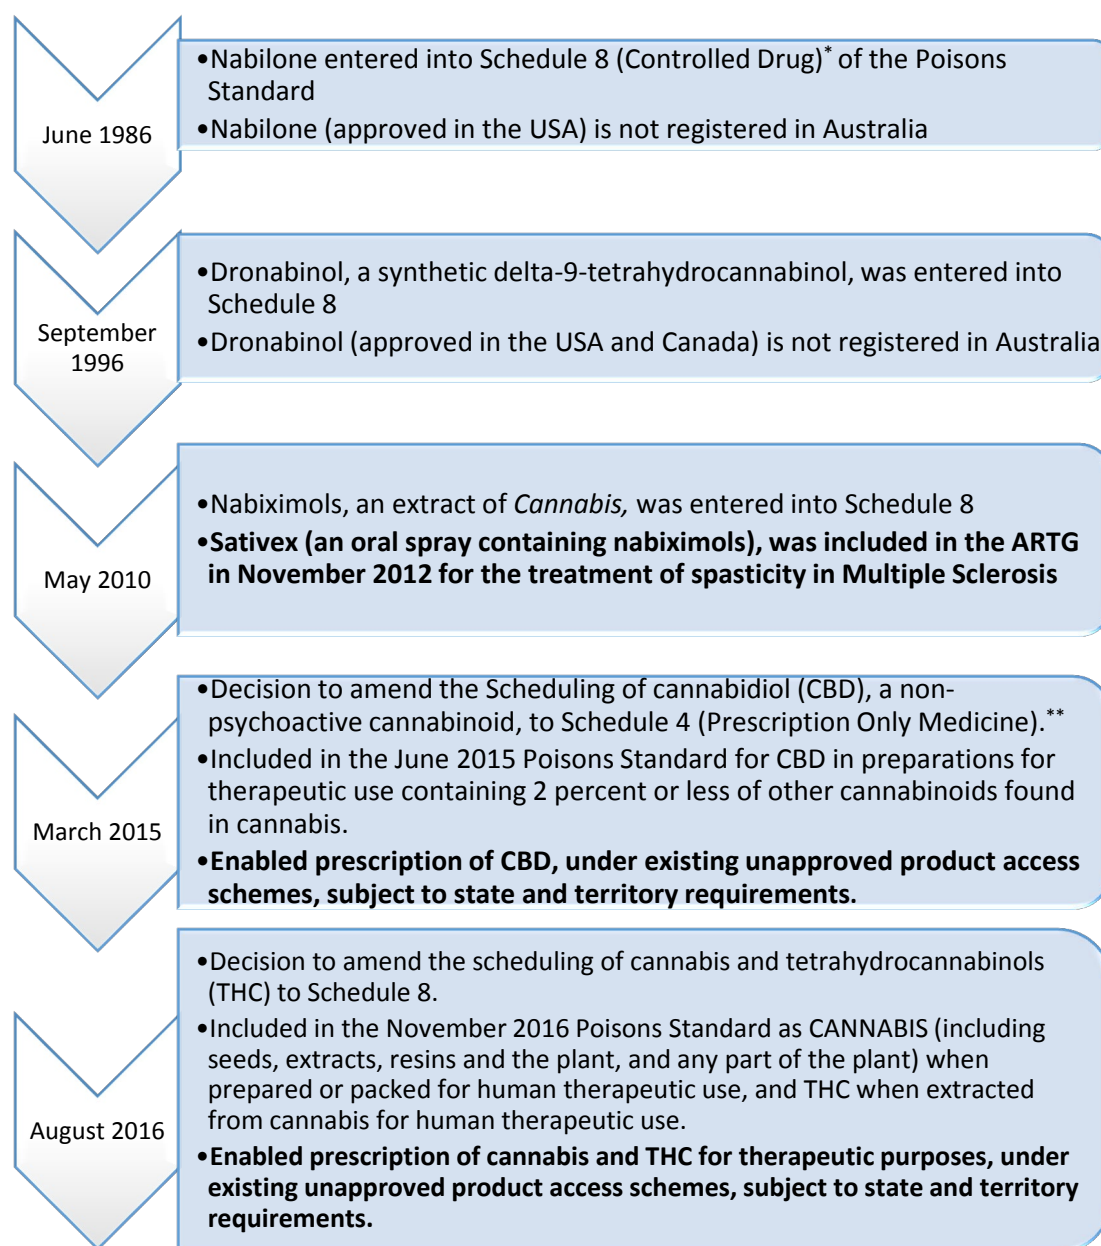 June 1986
•Nabilone entered into Schedule 8 (Controlled Drug)* of the Poisons
Standard
•Nabilone (approved in the USA) is not registered in Australia
September
1996
•Dronabinol, a synthetic delta-9-tetrahydrocannabinol, was entered into
Schedule 8
•Dronabinol (approved in the USA and Canada) is not registered in Australia
May 2010
•Nabiximols, an extract of Cannabis, was entered into Schedule 8
•Sativex (an oral spray containing nabiximols), was included in the ARTG
in November 2012 for the treatment of spasticity in Multiple Sclerosis
March 2015
•Decision to amend the Scheduling of cannabidiol (CBD), a non-
psychoactive cannabinoid, to Schedule 4 (Prescription Only Medicine).**
•Included in the June 2015 Poisons Standard for CBD in preparations for
therapeutic use containing 2 percent or less of other cannabinoids found
in cannabis.
•Enabled prescription of CBD, under existing unapproved product access
schemes, subject to state and territory requirements.
August 2016
•Decision to amend the scheduling of cannabis and tetrahydrocannabinols
(THC) to Schedule 8.
•Included in the November 2016 Poisons Standard as CANNABIS (including
seeds, extracts, resins and the plant, and any part of the plant) when
prepared or packed for human therapeutic use, and THC when extracted
from cannabis for human therapeutic use.
•Enabled prescription of cannabis and THC for therapeutic purposes, under
existing unapproved product access schemes, subject to state and territory
requirements.